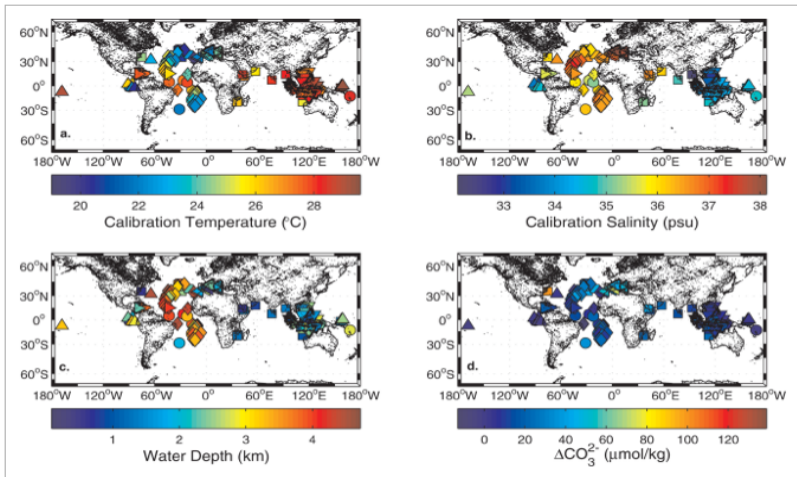 60°N
30°N
0°
30°S
60°S
a.
180°W 120°W 60°W 0° 60°E 120°E 180°W
20 22 24 26 28
Calibration Temperature (°C)
60°N
30°N
0°
30°S
60°S
b.
180°W 120°W 60°W 0° 60°E 120°E 180°W
33 34 35 36 37 38
Calibration Salinity (psu)
60°N
30°N
0°
30°S
60°S
c.
180°W 120°W 60°W 0° 60°E 120°E 180°W
1 2 3 4
Water Depth (km)
60°N
30°N
0°
30°S
60°S
d.
180°W 120°W 60°W 0° 60°E 120°E 180°W
0 20 40 60 80 100 120
ΔCO₃²⁻ (μmol/kg)